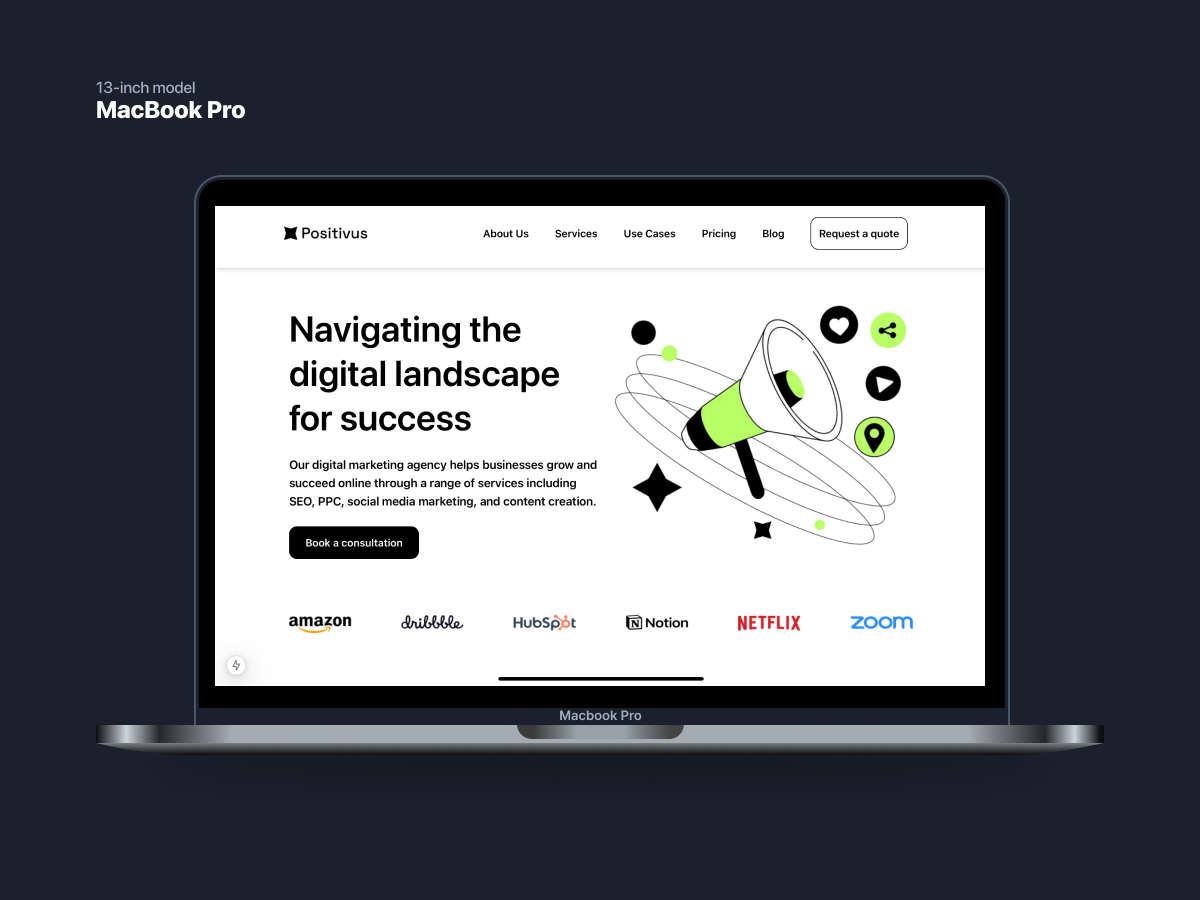 13-inch model
MacBook Pro
Positivus
About Us Services Use Cases Pricing Blog Request a quote
Navigating the
digital landscape
for success
Our digital marketing agency helps businesses grow and
succeed online through a range of services including
SEO, PPC, social media marketing, and content creation.
Book a consultation
amazon dribbble HubSpot Notion NETFLIX zoom
Macbook Pro